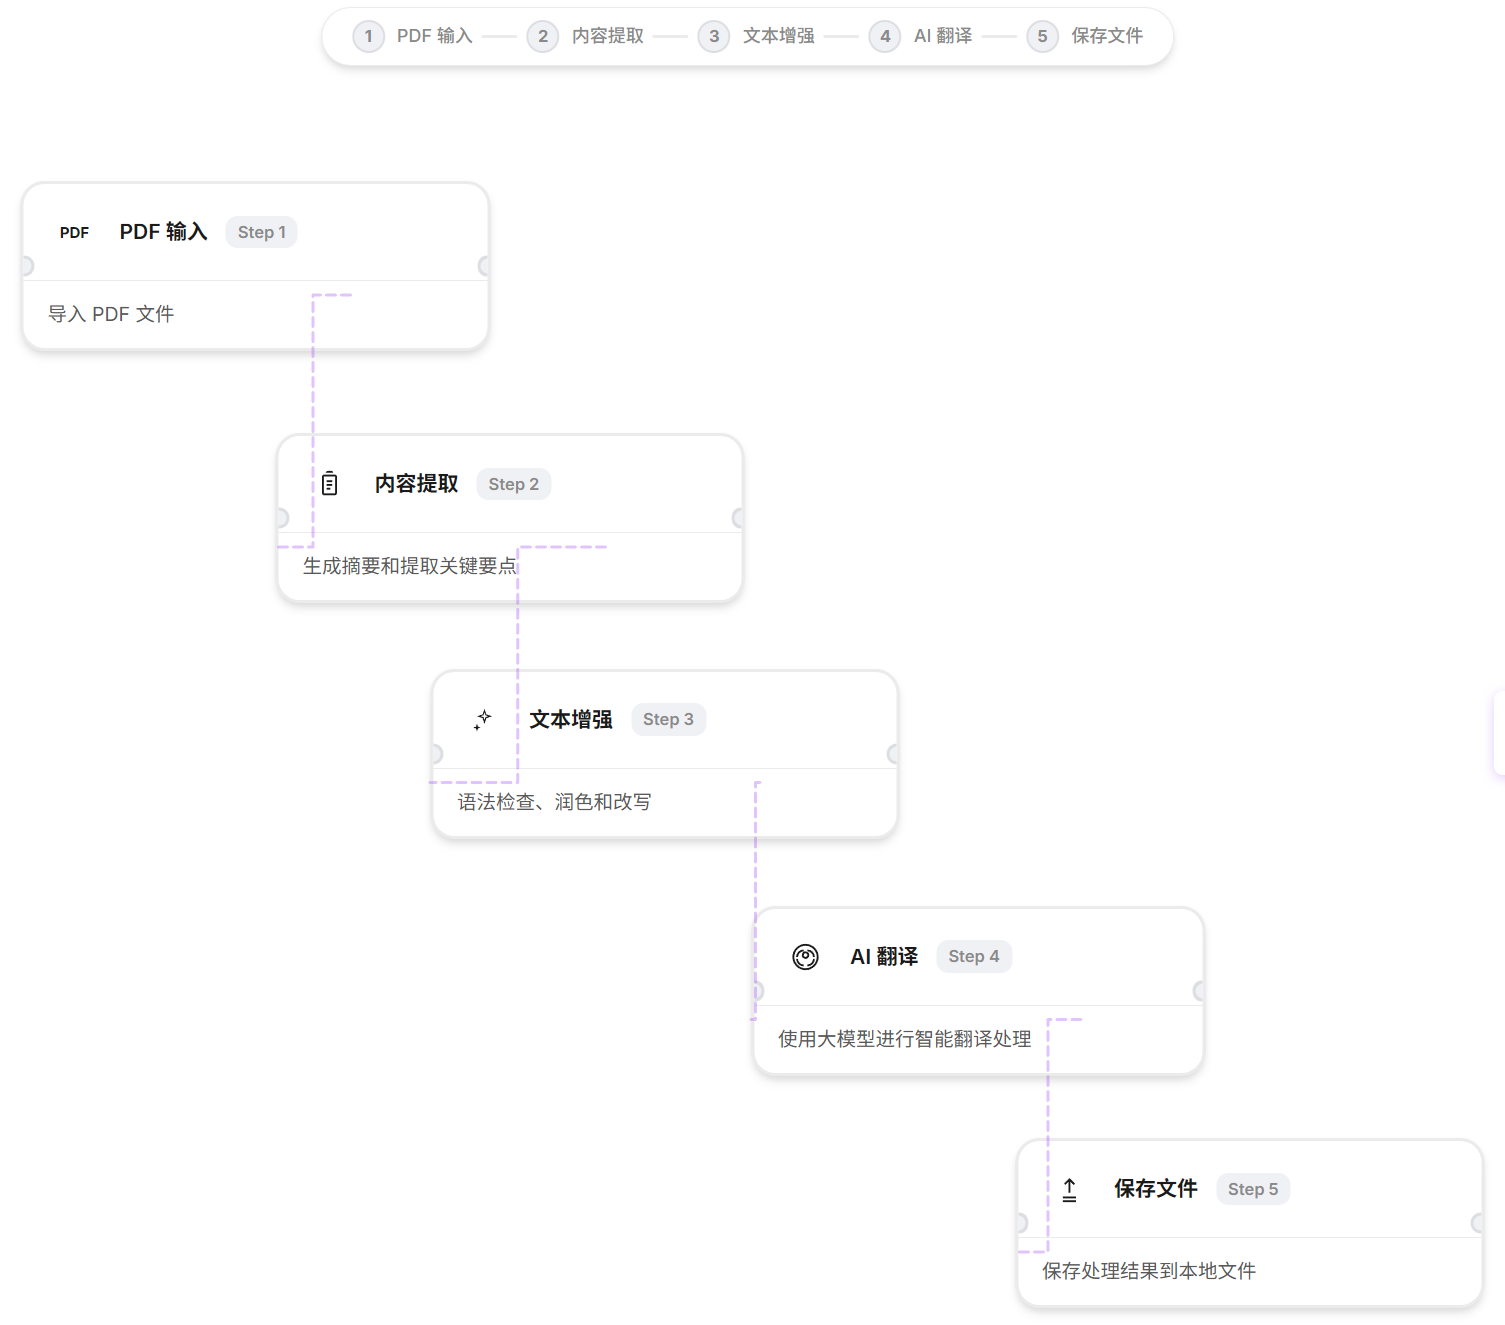 1 PDF 输入 2 内容提取 3 文本增强 4 AI 翻译 5 保存文件
PDF PDF 输入 Step 1
导入 PDF 文件
内容提取 Step 2
生成摘要和提取关键要点
文本增强 Step 3
语法检查、润色和改写
AI 翻译 Step 4
使用大模型进行智能翻译处理
保存文件 Step 5
保存处理结果到本地文件